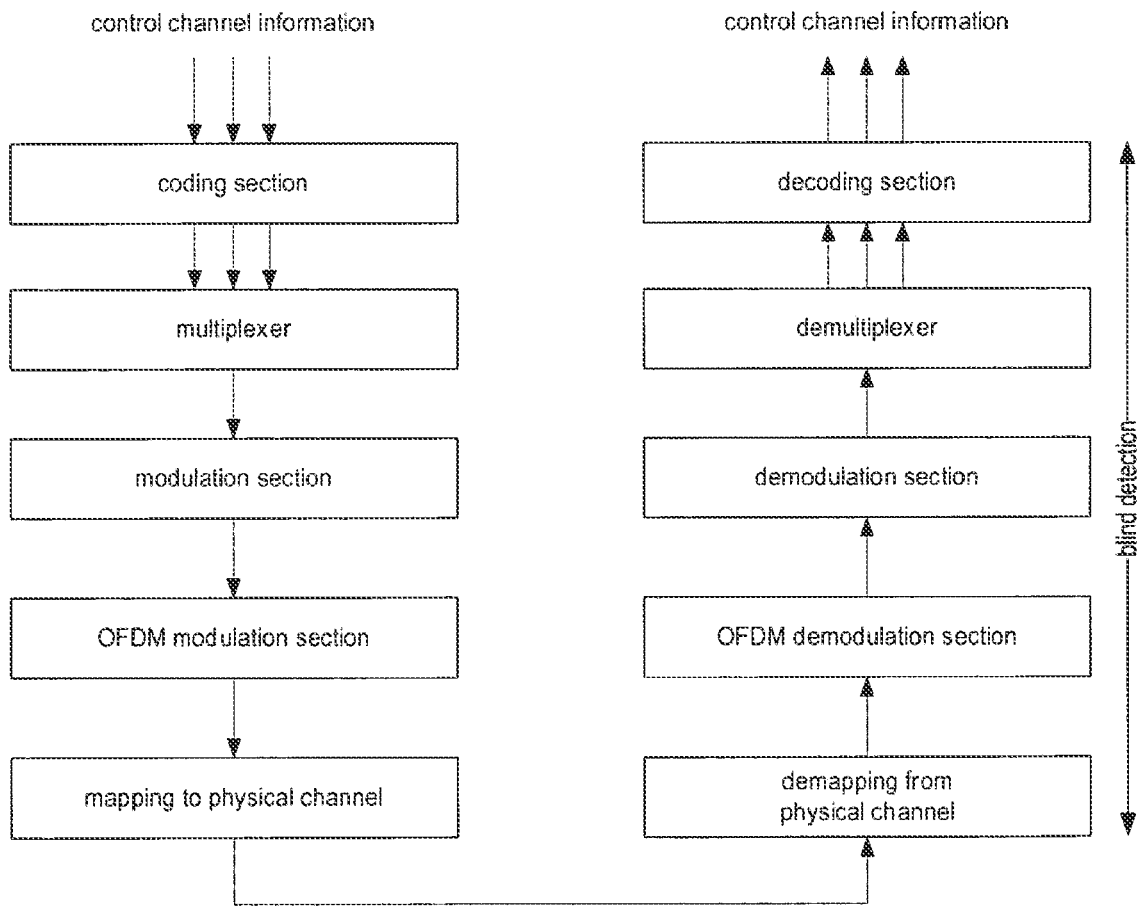 control channel information
coding section
multiplexer
modulation section
OFDM modulation section
mapping to physical channel
control channel information
decoding section
demultiplexer
demodulation section
OFDM demodulation section
demapping from
physical channel
blind detection